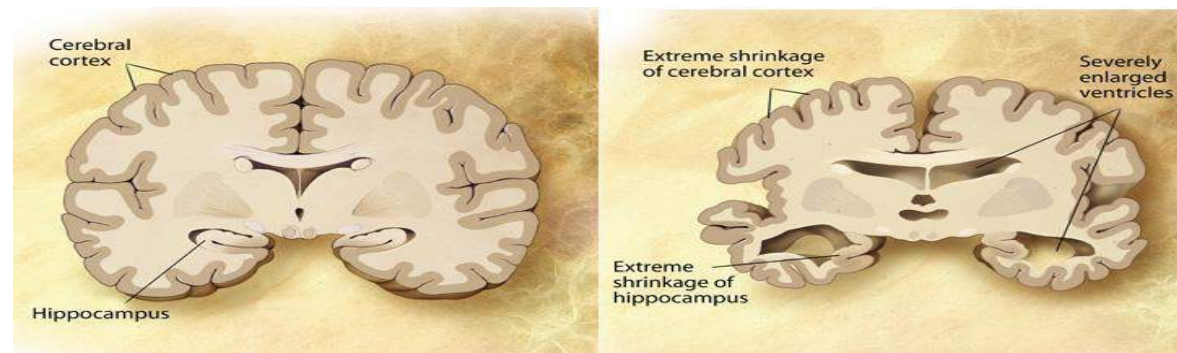 Cerebral
cortex
Hippocampus
Extreme shrinkage
of cerebral cortex
Severely
enlarged
ventricles
Extreme
shrinkage of
hippocampus